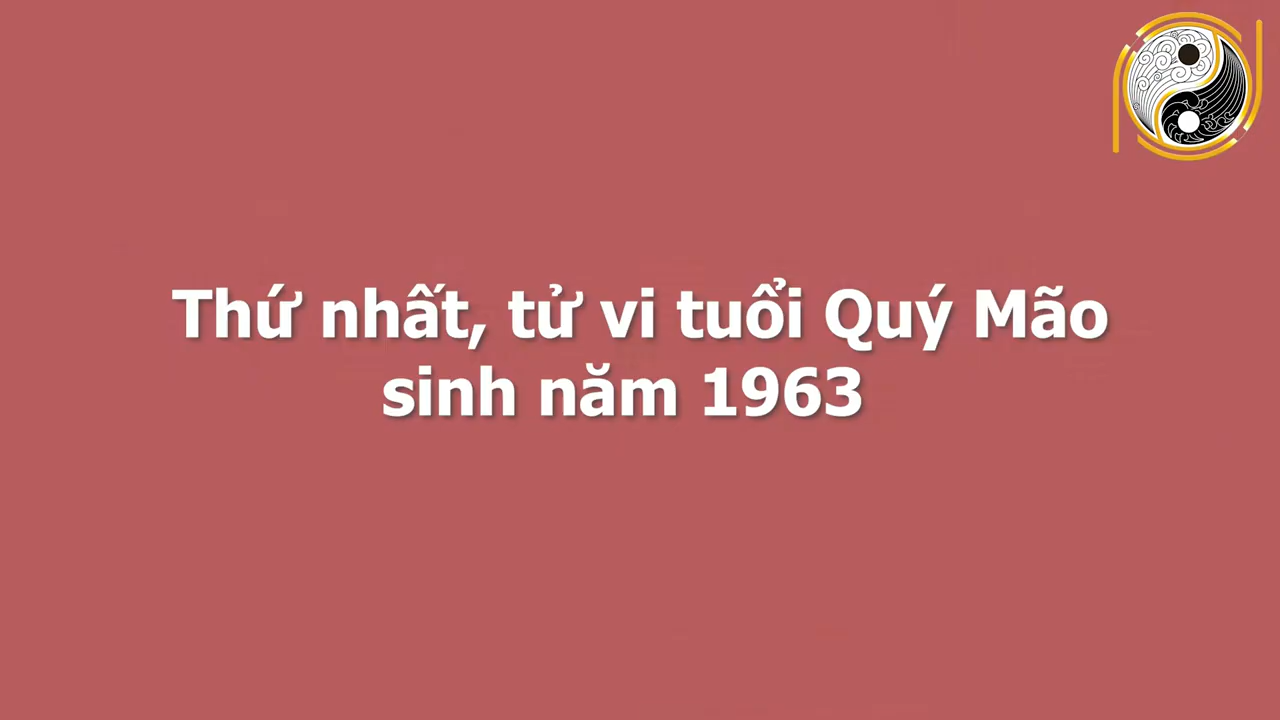 Thứ nhất, tử vi tuổi Quý Mão
sinh năm 1963